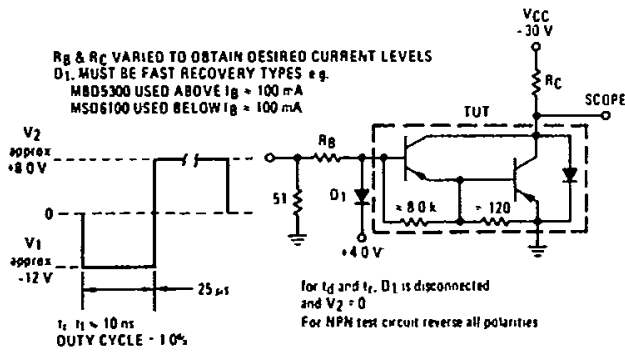 RB & RC VARIED TO OBTAIN DESIRED CURRENT LEVELS
D1, MUST BE FAST RECOVERY TYPES e.g.
MBD5300 USED ABOVE IB ≈ 100 mA
MSD6100 USED BELOW IB ≈ 100 mA
VCC
-30 V
RC
SCOPE
TUT
V2
approx
+8.0 V
0
V1
approx
-12 V
RB
51
D1
+4.0 V
≈ 8.0 k
≈ 120
25 μs
for td and tr, D1 is disconnected
and V2 = 0
For NPN test circuit reverse all polarities
tr, tf ≈ 10 ns
DUTY CYCLE = 1.0%